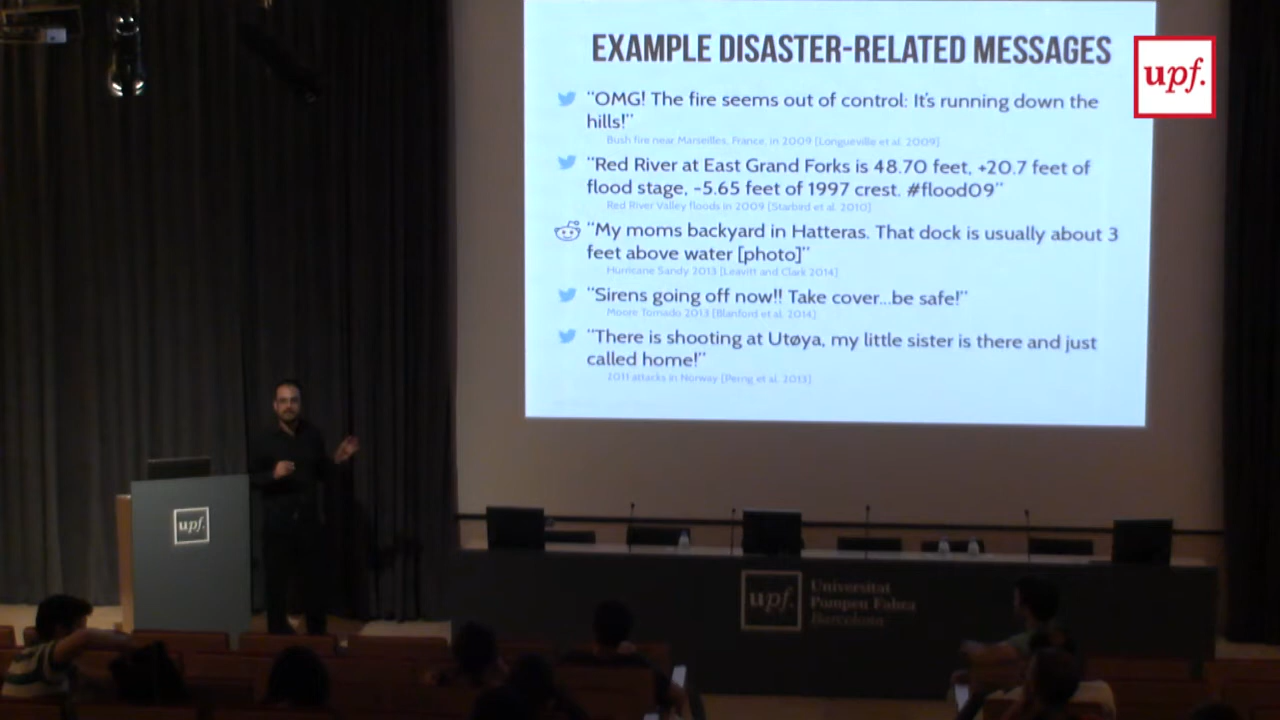 EXAMPLE DISASTER-RELATED MESSAGES
upf.
"OMG! The fire seems out of control: It's running down the
hills!"
Bush fire near Marseilles, France, in 2009 [Longueville et al. 2009]
"Red River at East Grand Forks is 48.70 feet, +20.7 feet of
flood stage, -5.65 feet of 1997 crest. #flood09"
Red River Valley floods in 2009 [Starbird et al. 2010]
"My moms backyard in Hatteras. That dock is usually about 3
feet above water [photo]"
Hurricane Sandy 2013 [Leavitt and Clark 2014]
"Sirens going off now!! Take cover...be safe!"
Moore Tornado 2013 [Blanford et al. 2014]
"There is shooting at Utøya, my little sister is there and just
called home!"
2011 attacks in Norway [Perng et al. 2013]
upf.
upf.
Universitat
Pompeu Fabra
Barcelona